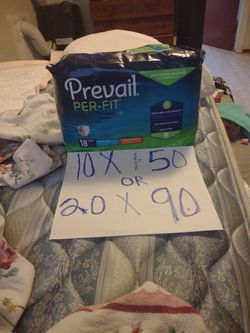 Prevail
PER-FIT
18
10 X $50
OR
20 X 90